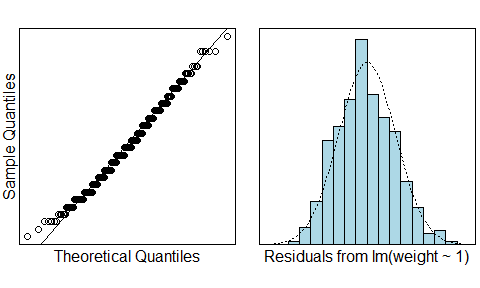 Sample Quantiles
Theoretical Quantiles
Residuals from lm(weight ~ 1)